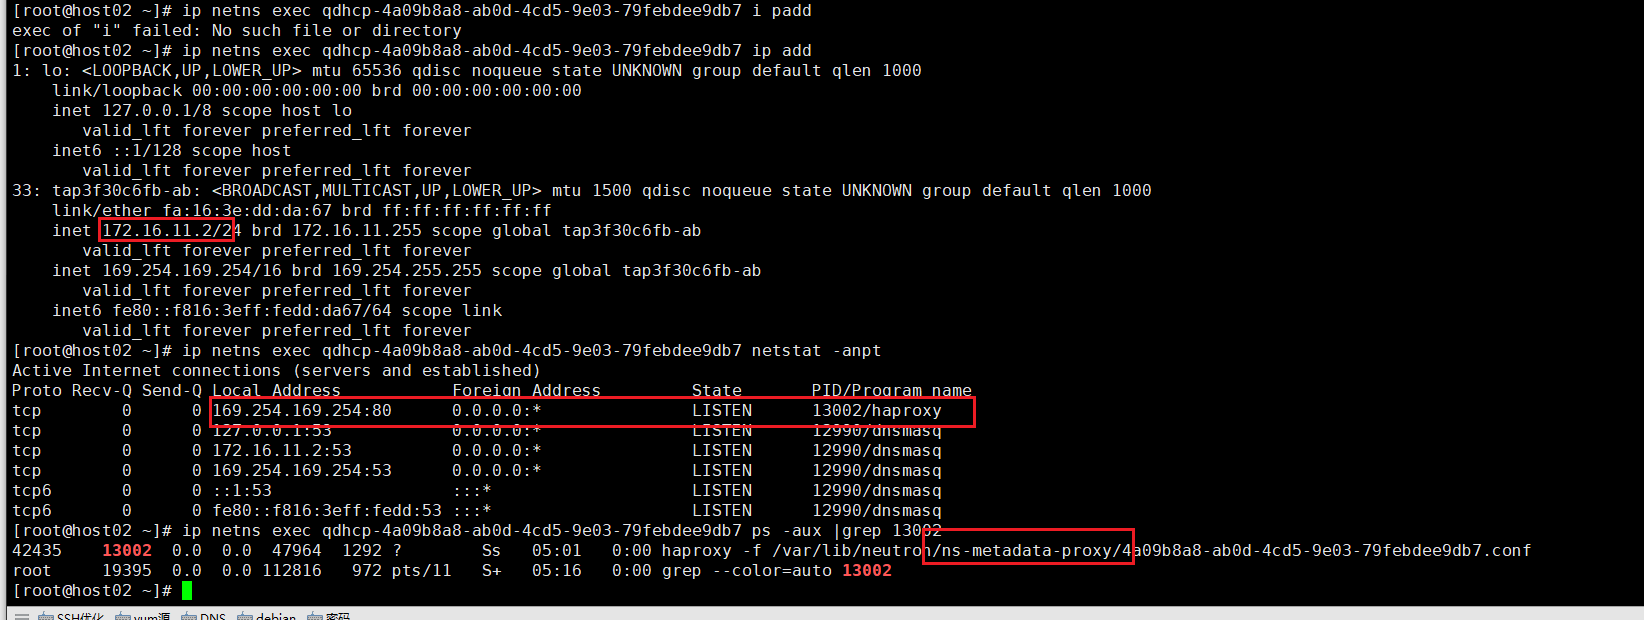 [root@host02 ~]# ip netns exec qdhcp-4a09b8a8-ab0d-4cd5-9e03-79febdee9db7 i padd
exec of "i" failed: No such file or directory
[root@host02 ~]# ip netns exec qdhcp-4a09b8a8-ab0d-4cd5-9e03-79febdee9db7 ip add
1: lo: <LOOPBACK,UP,LOWER_UP> mtu 65536 qdisc noqueue state UNKNOWN group default qlen 1000
    link/loopback 00:00:00:00:00:00 brd 00:00:00:00:00:00
    inet 127.0.0.1/8 scope host lo
       valid_lft forever preferred_lft forever
    inet6 ::1/128 scope host
       valid_lft forever preferred_lft forever
33: tap3f30c6fb-ab: <BROADCAST,MULTICAST,UP,LOWER_UP> mtu 1500 qdisc noqueue state UNKNOWN group default qlen 1000
    link/ether fa:16:3e:dd:da:67 brd ff:ff:ff:ff:ff:ff
    inet 172.16.11.2/24 brd 172.16.11.255 scope global tap3f30c6fb-ab
       valid_lft forever preferred_lft forever
    inet 169.254.169.254/16 brd 169.254.255.255 scope global tap3f30c6fb-ab
       valid_lft forever preferred_lft forever
    inet6 fe80::f816:3eff:fedd:da67/64 scope link
       valid_lft forever preferred_lft forever
[root@host02 ~]# ip netns exec qdhcp-4a09b8a8-ab0d-4cd5-9e03-79febdee9db7 netstat -anpt
Active Internet connections (servers and established)
Proto Recv-Q Send-Q Local Address           Foreign Address         State       PID/Program name
tcp        0      0 169.254.169.254:80      0.0.0.0:*               LISTEN      13002/haproxy
tcp        0      0 127.0.0.1:53            0.0.0.0:*               LISTEN      12990/dnsmasq
tcp        0      0 172.16.11.2:53          0.0.0.0:*               LISTEN      12990/dnsmasq
tcp        0      0 169.254.169.254:53      0.0.0.0:*               LISTEN      12990/dnsmasq
tcp6       0      0 ::1:53                  :::*                    LISTEN      12990/dnsmasq
tcp6       0      0 fe80::f816:3eff:fedd:53 :::*                    LISTEN      12990/dnsmasq
[root@host02 ~]# ip netns exec qdhcp-4a09b8a8-ab0d-4cd5-9e03-79febdee9db7 ps -aux |grep 13002
42435    13002  0.0  0.0  47964  1292 ?        Ss   05:01   0:00 haproxy -f /var/lib/neutron/ns-metadata-proxy/4a09b8a8-ab0d-4cd5-9e03-79febdee9db7.conf
root     19395  0.0  0.0 112816   972 pts/11   S+   05:16   0:00 grep --color=auto 13002
[root@host02 ~]#
SSH优化 yum源 DNS debian 密码